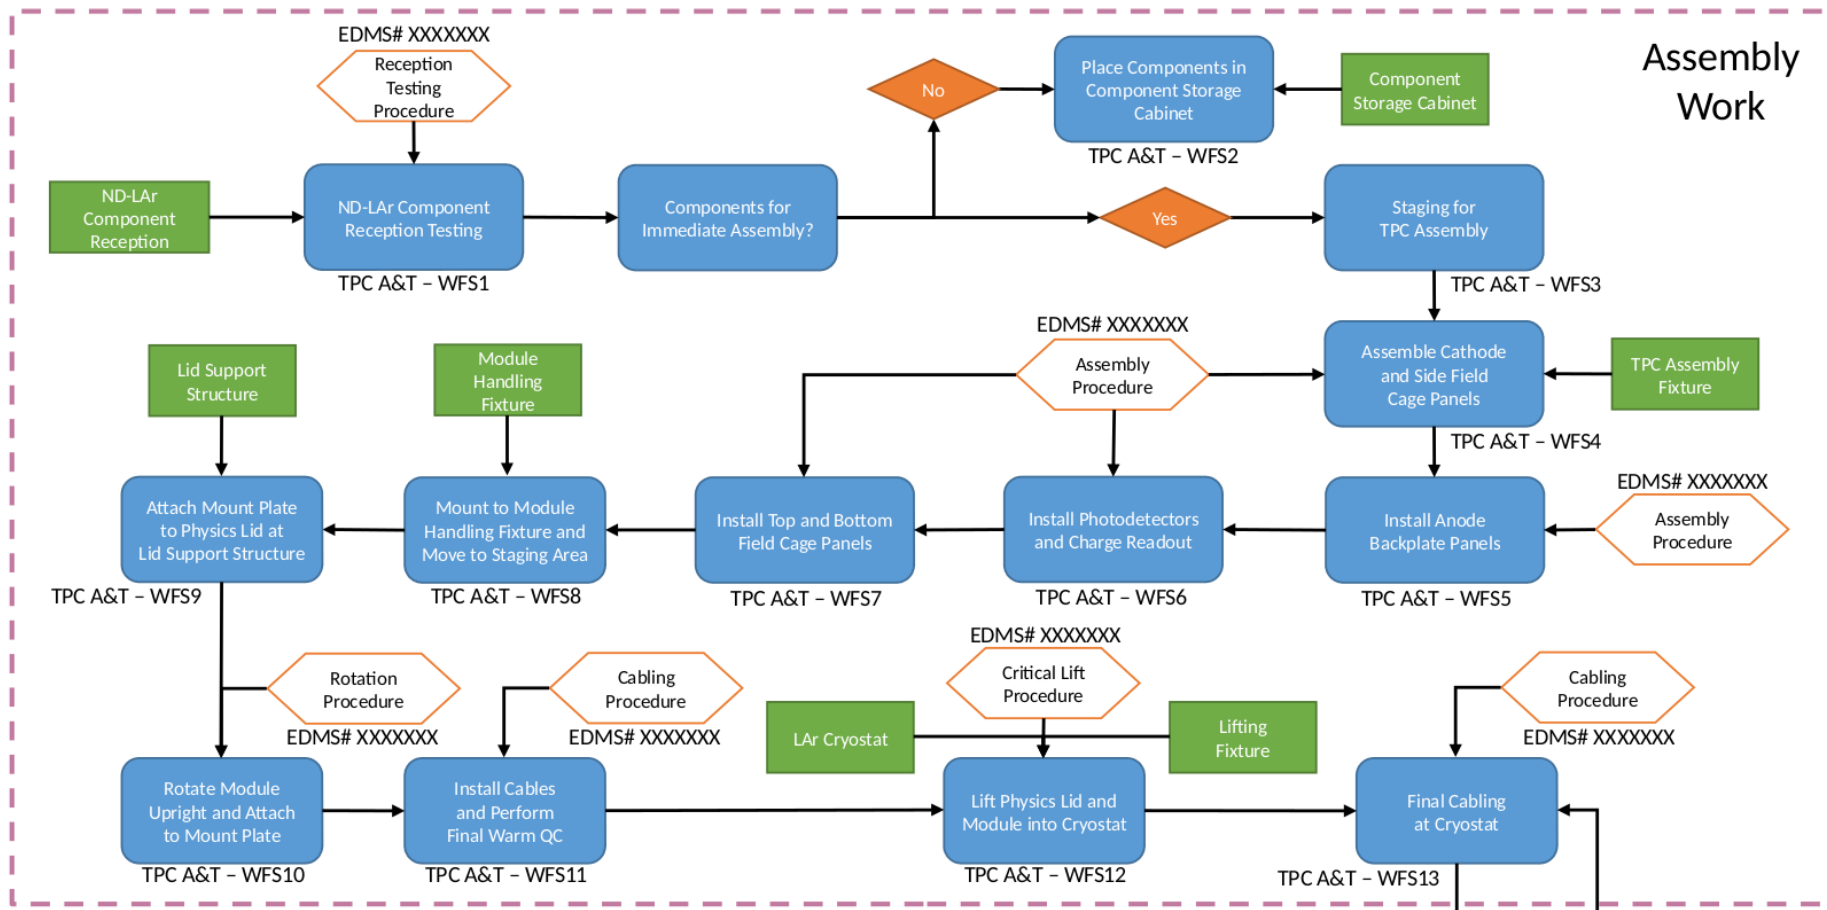 Assembly
Work
EDMS# XXXXXXX
Reception
Testing
Procedure
No
Place Components in
Component Storage
Cabinet
Component
Storage Cabinet
TPC A&T – WFS2
ND-LAr
Component
Reception
ND-LAr Component
Reception Testing
Components for
Immediate Assembly?
Yes
Staging for
TPC Assembly
TPC A&T – WFS1
TPC A&T – WFS3
EDMS# XXXXXXX
Lid Support
Structure
Module
Handling
Fixture
Assembly
Procedure
Assemble Cathode
and Side Field
Cage Panels
TPC Assembly
Fixture
TPC A&T – WFS4
EDMS# XXXXXXX
Attach Mount Plate
to Physics Lid at
Lid Support Structure
Mount to Module
Handling Fixture and
Move to Staging Area
Install Top and Bottom
Field Cage Panels
Install Photodetectors
and Charge Readout
Install Anode
Backplate Panels
Assembly
Procedure
TPC A&T – WFS9
TPC A&T – WFS8
TPC A&T – WFS7
TPC A&T – WFS6
TPC A&T – WFS5
EDMS# XXXXXXX
Rotation
Procedure
EDMS# XXXXXXX
Cabling
Procedure
EDMS# XXXXXXX
Critical Lift
Procedure
LAr Cryostat
Lifting
Fixture
Cabling
Procedure
EDMS# XXXXXXX
Rotate Module
Upright and Attach
to Mount Plate
Install Cables
and Perform
Final Warm QC
Lift Physics Lid and
Module into Cryostat
Final Cabling
at Cryostat
TPC A&T – WFS10
TPC A&T – WFS11
TPC A&T – WFS12
TPC A&T – WFS13